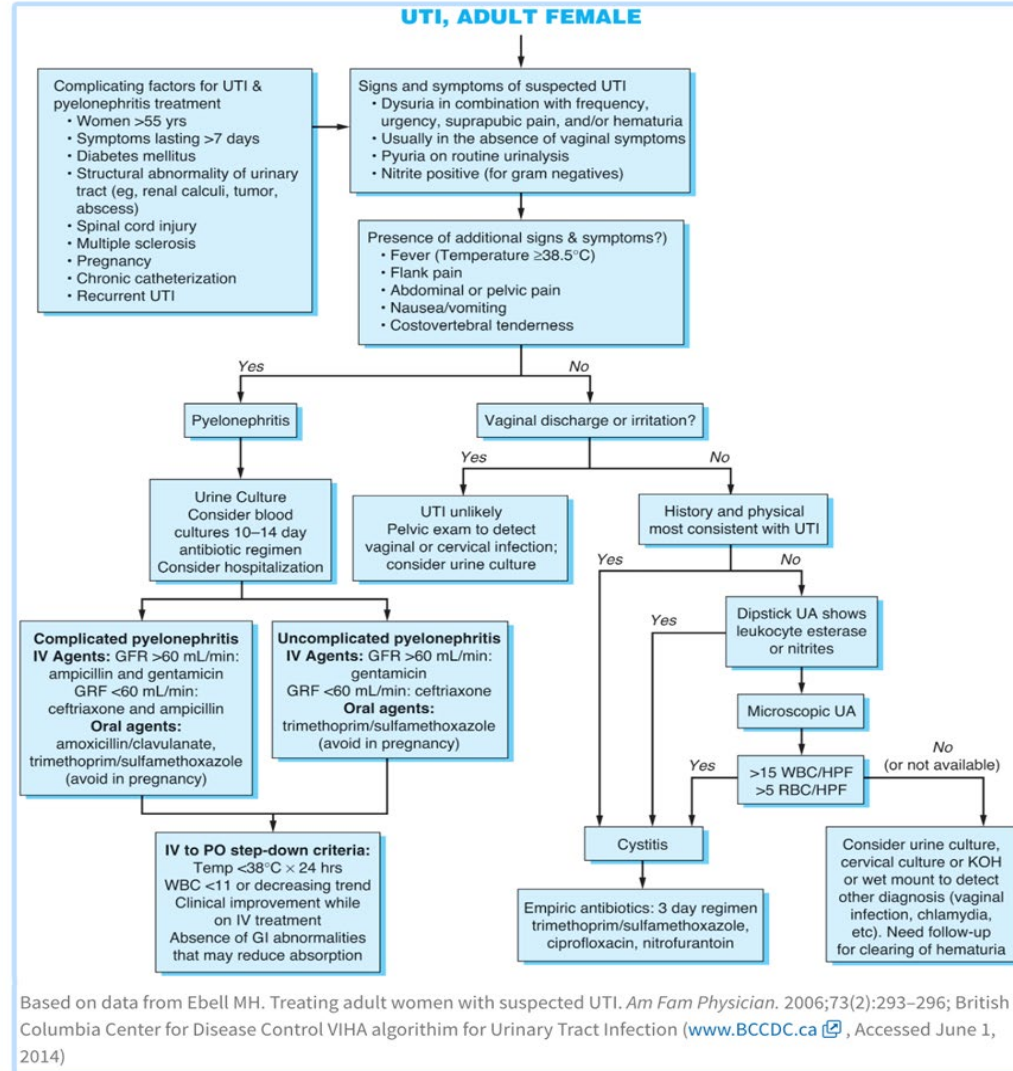 UTI, ADULT FEMALE
Complicating factors for UTI &
pyelonephritis treatment
• Women >55 yrs
• Symptoms lasting >7 days
• Diabetes mellitus
• Structural abnormality of urinary
tract (eg, renal calculi, tumor,
abscess)
• Spinal cord injury
• Multiple sclerosis
• Pregnancy
• Chronic catheterization
• Recurrent UTI
Signs and symptoms of suspected UTI
• Dysuria in combination with frequency,
urgency, suprapubic pain, and/or hematuria
• Usually in the absence of vaginal symptoms
• Pyuria on routine urinalysis
• Nitrite positive (for gram negatives)
Presence of additional signs & symptoms?)
• Fever (Temperature ≥38.5°C)
• Flank pain
• Abdominal or pelvic pain
• Nausea/vomiting
• Costovertebral tenderness
Yes
No
Pyelonephritis
Vaginal discharge or irritation?
Yes
No
Urine Culture
Consider blood
cultures 10–14 day
antibiotic regimen
Consider hospitalization
UTI unlikely
Pelvic exam to detect
vaginal or cervical infection;
consider urine culture
History and physical
most consistent with UTI
Yes
No
Complicated pyelonephritis
IV Agents: GFR >60 mL/min:
ampicillin and gentamicin
GRF <60 mL/min:
ceftriaxone and ampicillin
Oral agents:
amoxicillin/clavulanate,
trimethoprim/sulfamethoxazole
(avoid in pregnancy)
Uncomplicated pyelonephritis
IV Agents: GFR >60 mL/min:
gentamicin
GRF <60 mL/min: ceftriaxone
Oral agents:
trimethoprim/sulfamethoxazole
(avoid in pregnancy)
Yes
Dipstick UA shows
leukocyte esterase
or nitrites
Microscopic UA
Yes
>15 WBC/HPF
>5 RBC/HPF
No
(or not available)
IV to PO step-down criteria:
Temp <38°C × 24 hrs
WBC <11 or decreasing trend
Clinical improvement while
on IV treatment
Absence of GI abnormalities
that may reduce absorption
Cystitis
Empiric antibiotics: 3 day regimen
trimethoprim/sulfamethoxazole,
ciprofloxacin, nitrofurantoin
Consider urine culture,
cervical culture or KOH
or wet mount to detect
other diagnosis (vaginal
infection, chlamydia,
etc). Need follow-up
for clearing of hematuria
Based on data from Ebell MH. Treating adult women with suspected UTI. Am Fam Physician. 2006;73(2):293–296; British
Columbia Center for Disease Control VIHA algorithim for Urinary Tract Infection (www.BCCDC.ca , Accessed June 1,
2014)